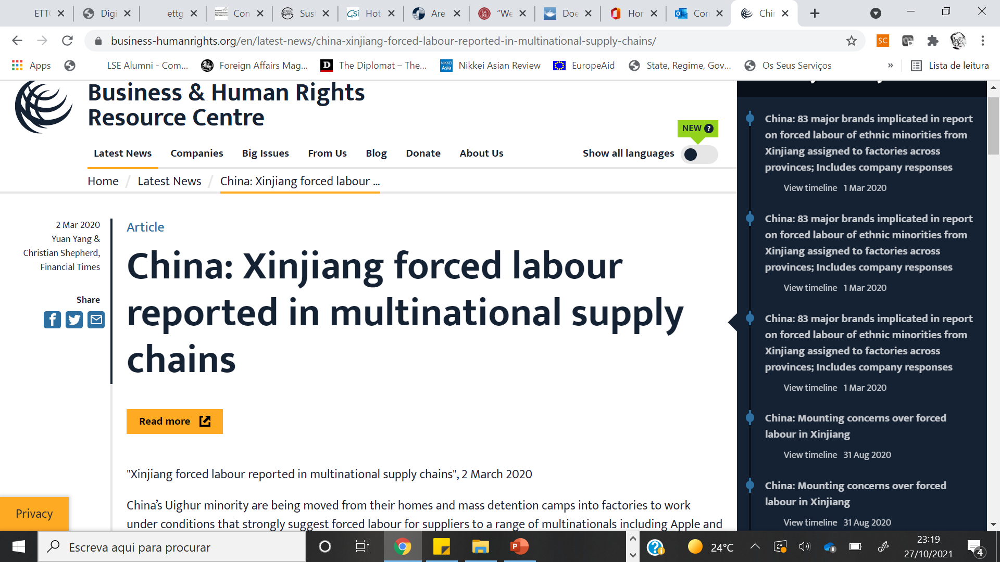 ETT
Digi
ettg
Con
Sus
Gsi
Hot
Are
"We
Doe
Hor
Cor
Chi
business-humanrights.org/en/latest-news/china-xinjiang-forced-labour-reported-in-multinational-supply-chains/
SC
Apps
LSE Alumni - Com...
Foreign Affairs Mag...
D
The Diplomat – The...
NIKKEI Asia
Nikkei Asian Review
EuropeAid
State, Regime, Gov...
Os Seus Serviços
»
Lista de leitura
Business & Human Rights
Resource Centre
NEW ?
Latest News
Companies
Big Issues
From Us
Blog
Donate
About Us
Show all languages
Home / Latest News / China: Xinjiang forced labour ...
2 Mar 2020
Yuan Yang &
Christian Shepherd,
Financial Times
Share
Article
China: Xinjiang forced labour
reported in multinational supply
chains
Read more
"Xinjiang forced labour reported in multinational supply chains", 2 March 2020
China's Uighur minority are being moved from their homes and mass detention camps into factories to work
under conditions that strongly suggest forced labour for suppliers to a range of multinationals including Apple and
Privacy
China: 83 major brands implicated in report
on forced labour of ethnic minorities from
Xinjiang assigned to factories across
provinces; Includes company responses
View timeline 1 Mar 2020
China: 83 major brands implicated in report
on forced labour of ethnic minorities from
Xinjiang assigned to factories across
provinces; Includes company responses
View timeline 1 Mar 2020
China: 83 major brands implicated in report
on forced labour of ethnic minorities from
Xinjiang assigned to factories across
provinces; Includes company responses
View timeline 1 Mar 2020
China: Mounting concerns over forced
labour in Xinjiang
View timeline 31 Aug 2020
China: Mounting concerns over forced
labour in Xinjiang
View timeline 31 Aug 2020
Escreva aqui para procurar
24°C
23:19
27/10/2021
4